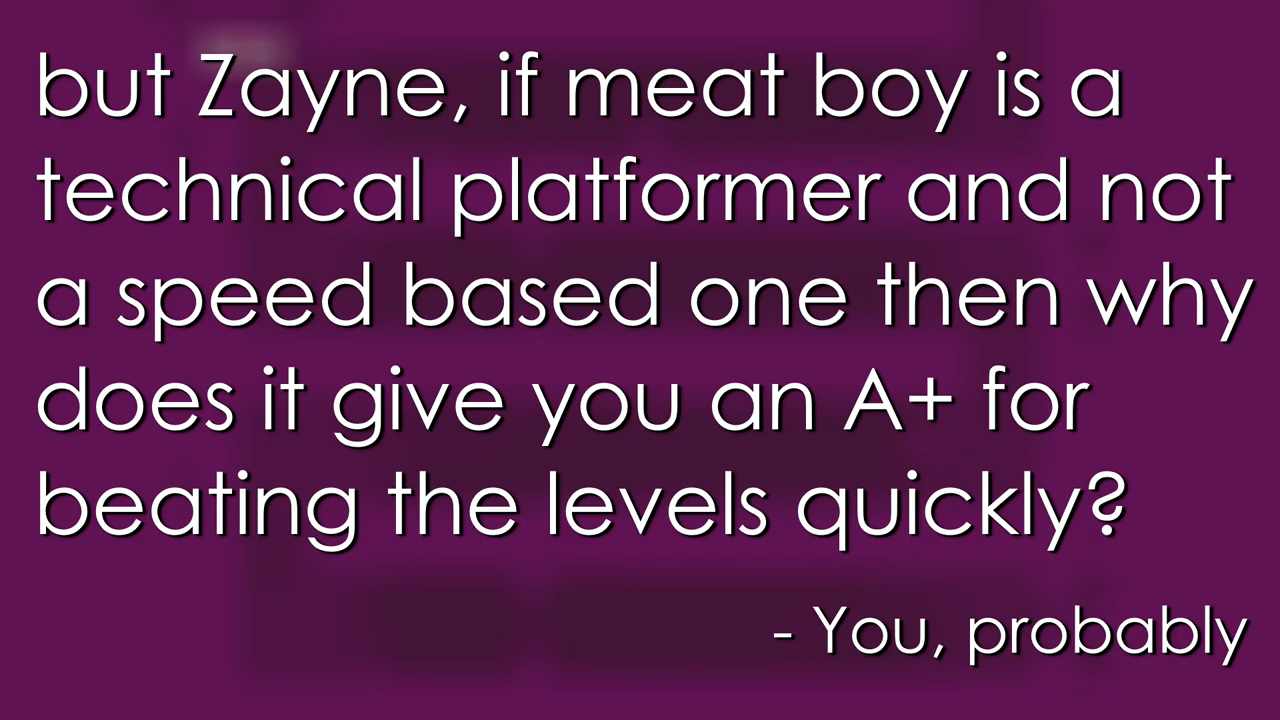 but Zayne, if meat boy is a
technical platformer and not
a speed based one then why
does it give you an A+ for
beating the levels quickly?
- You, probably